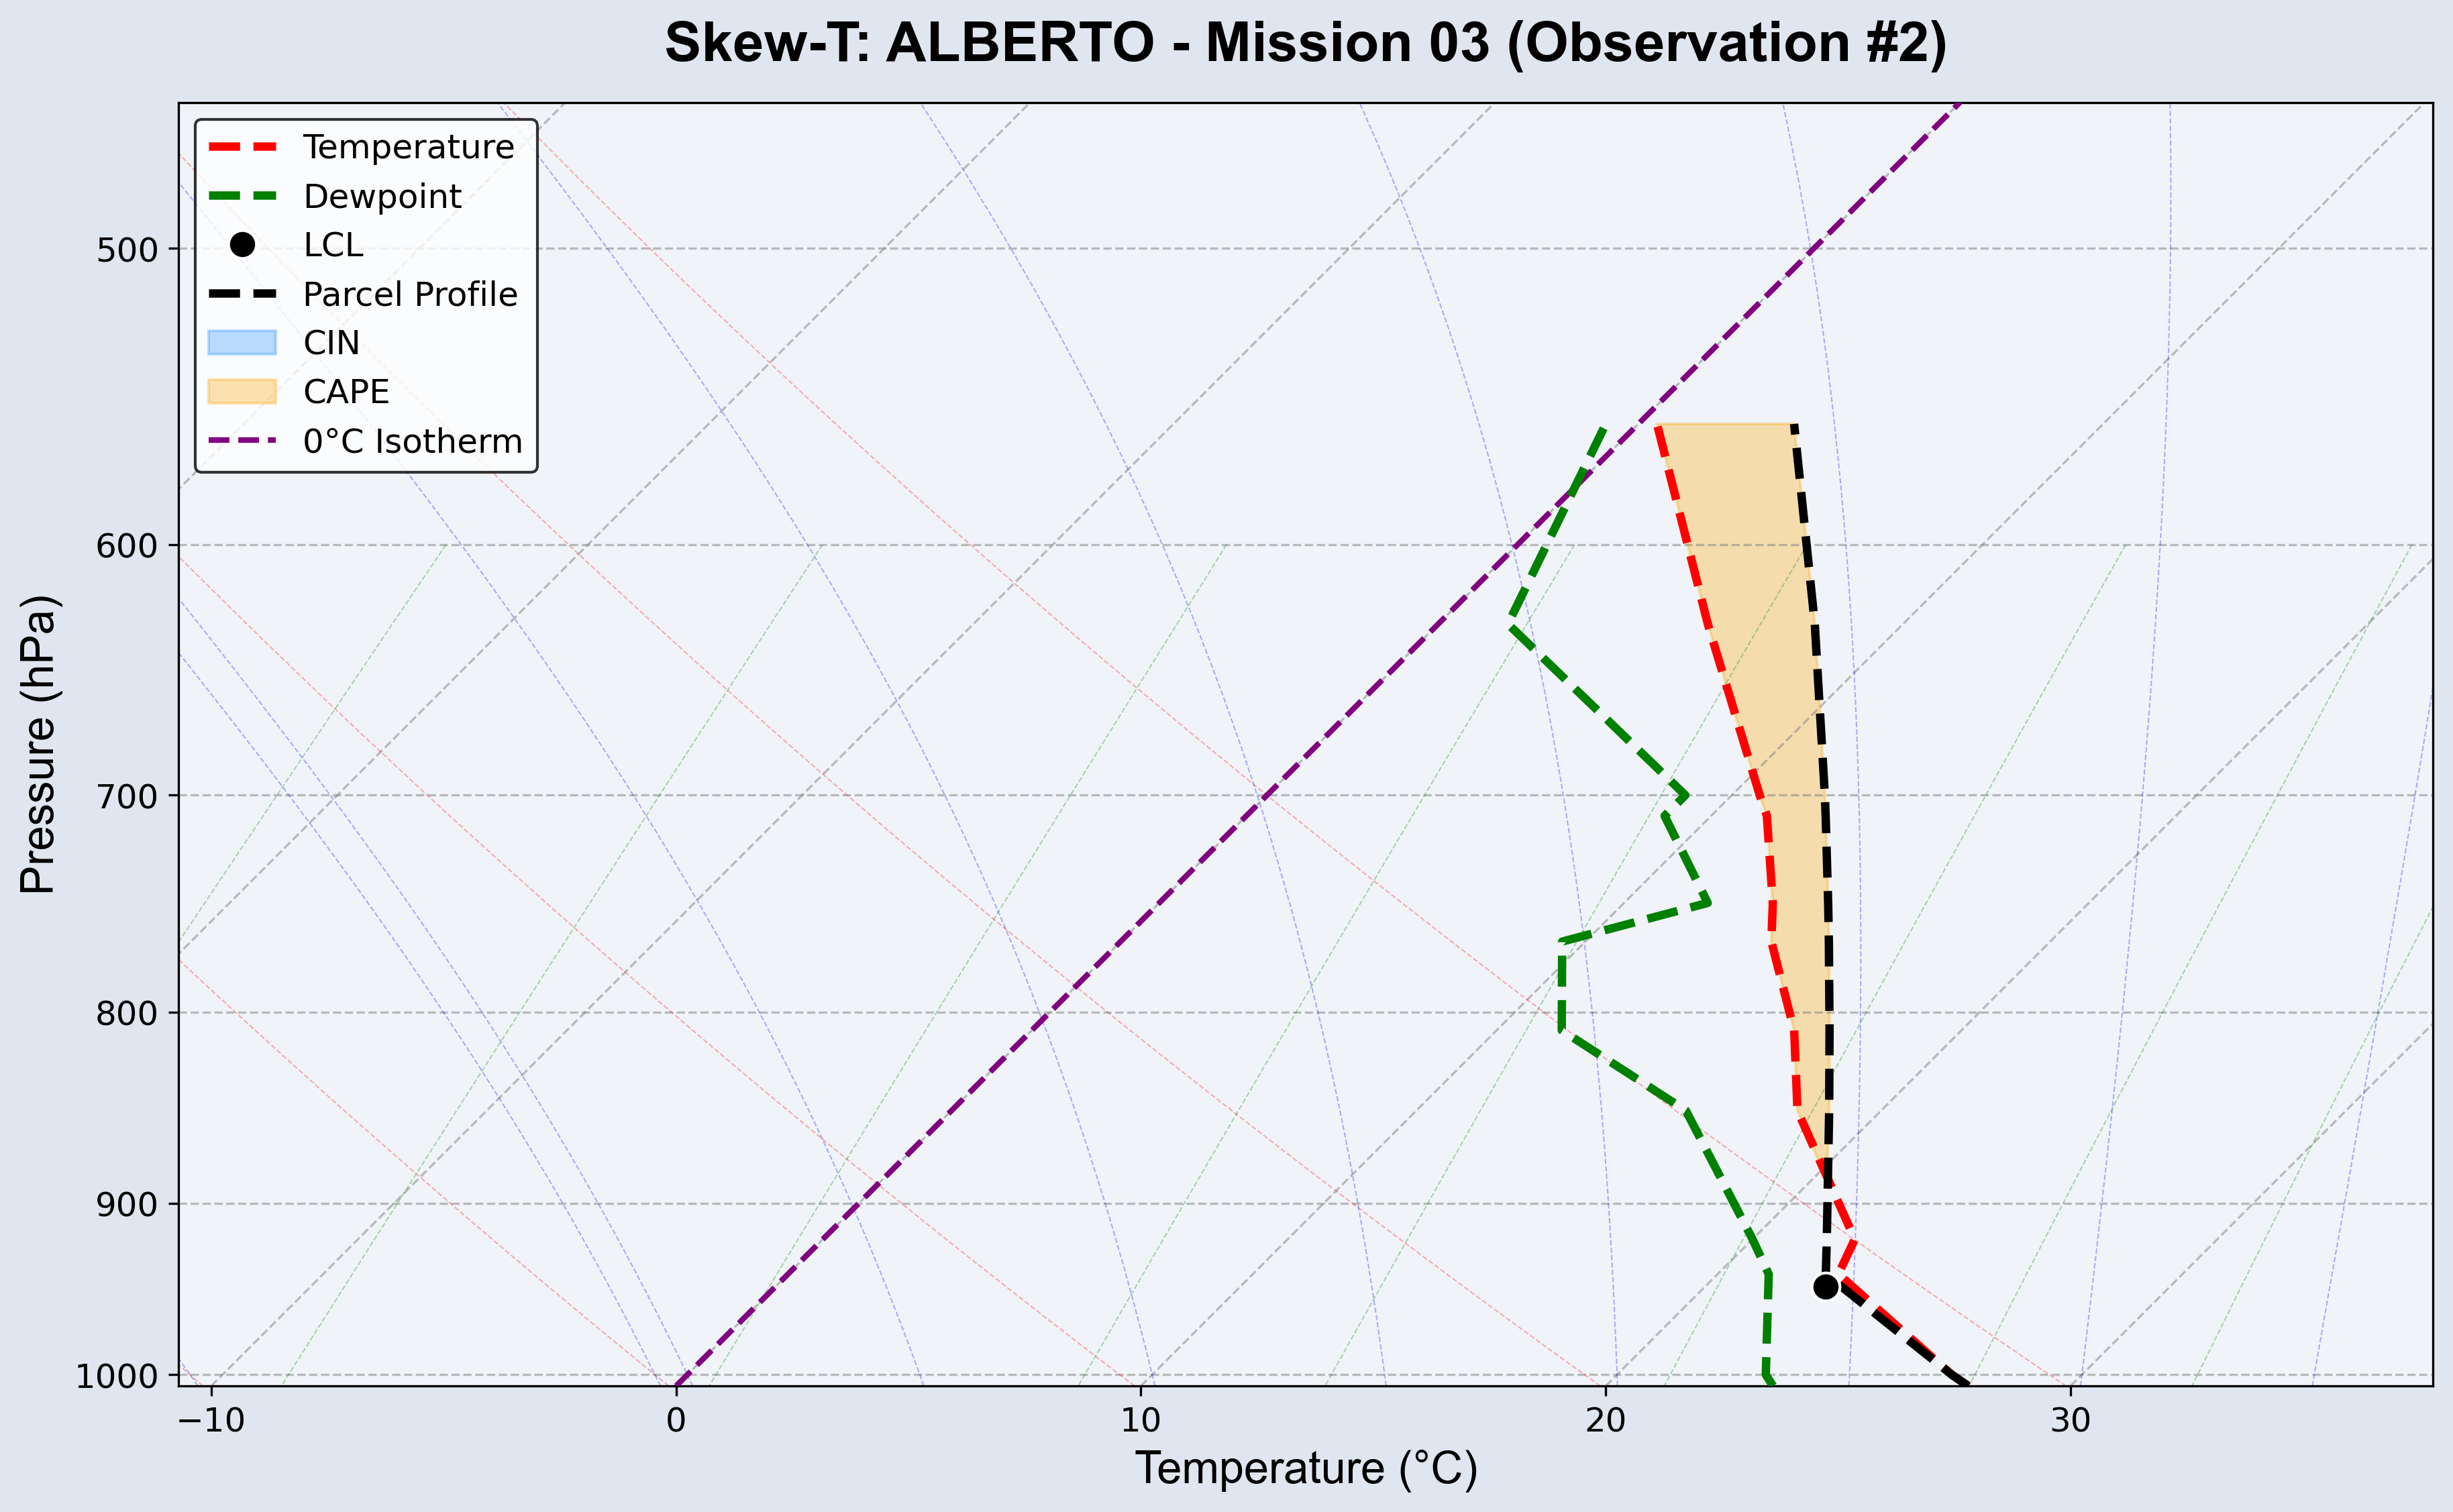 Skew-T: ALBERTO - Mission 03 (Observation #2)
Temperature
Dewpoint
LCL
Parcel Profile
CIN
CAPE
0°C Isotherm
Pressure (hPa)
500
600
700
800
900
1000
−10 0 10 20 30
Temperature (°C)